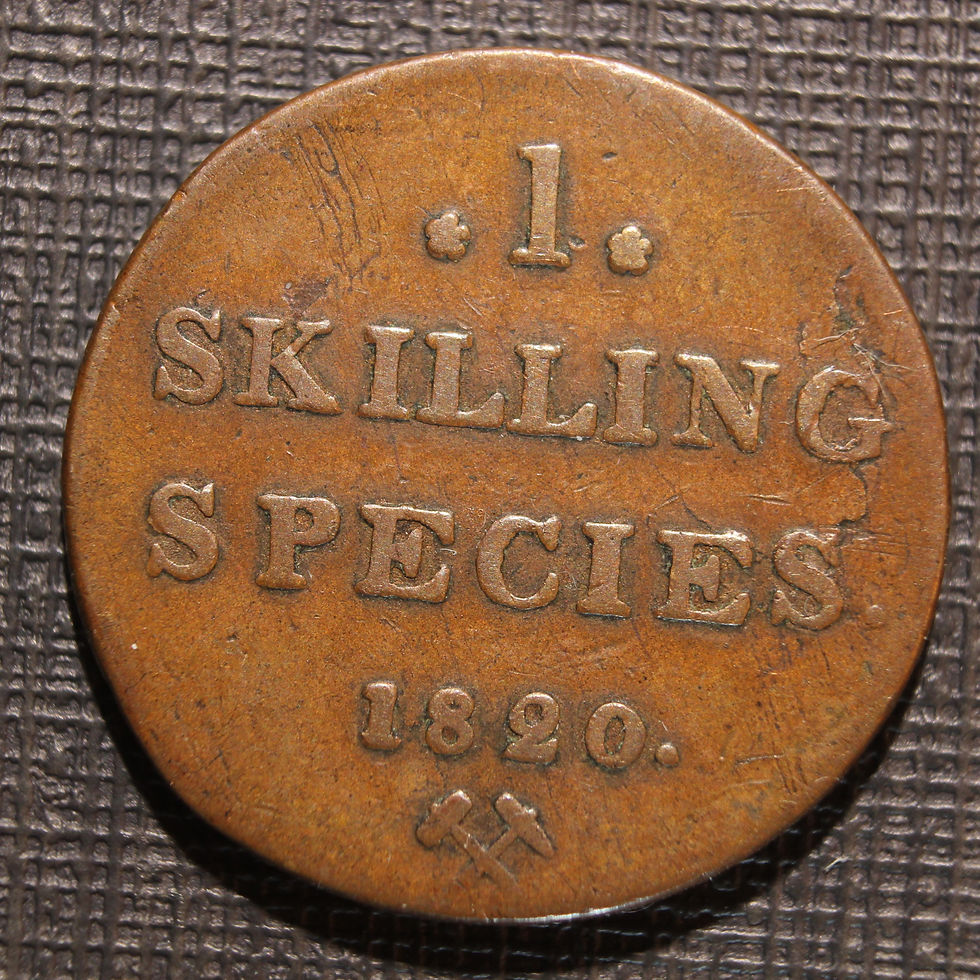 . 1 .
SKILLING
SPECIES.
1820.